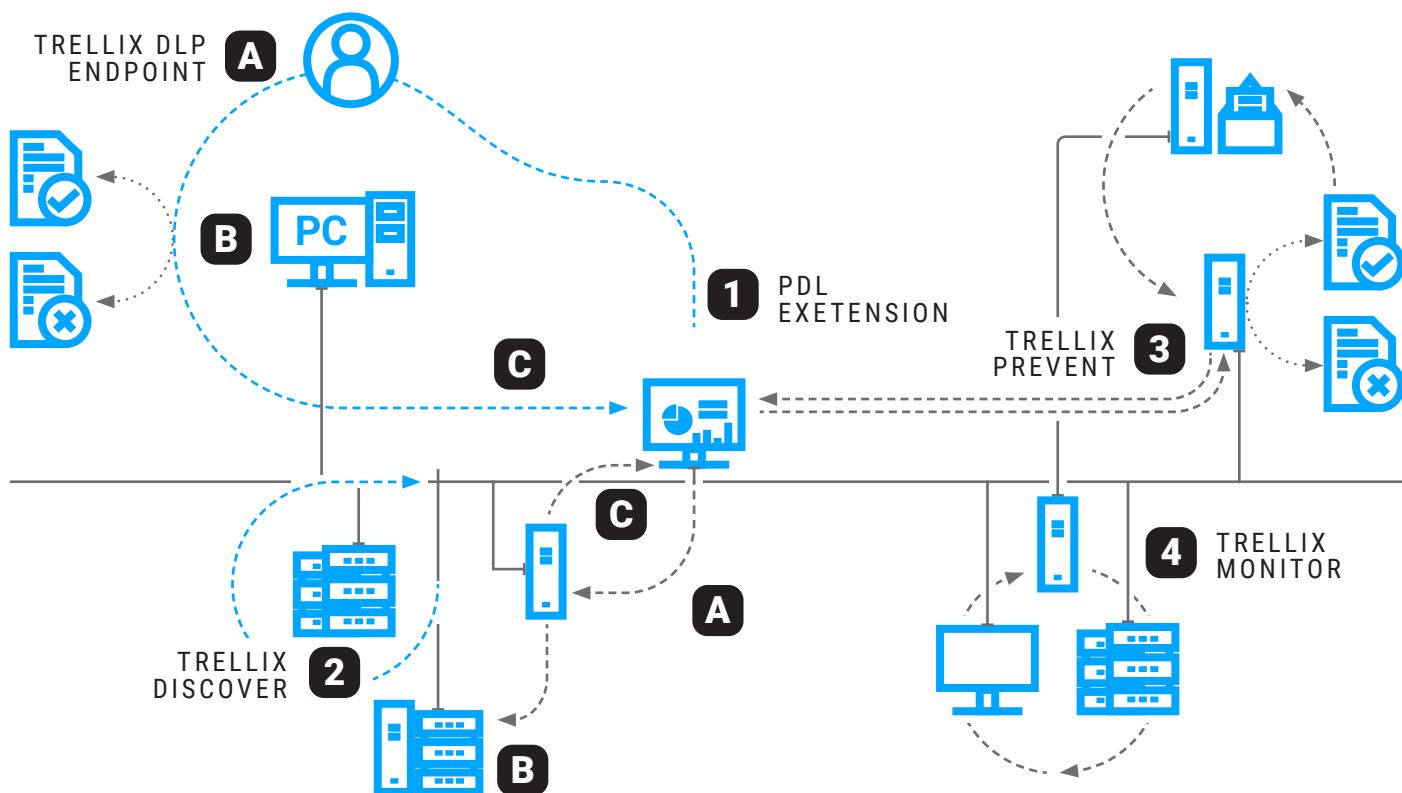 TRELLIX DLP
ENDPOINT
A
B
PC
1
PDL
EXETENSION
C
TRELLIX
PREVENT
3
C
A
TRELLIX
DISCOVER
2
B
4
TRELLIX
MONITOR